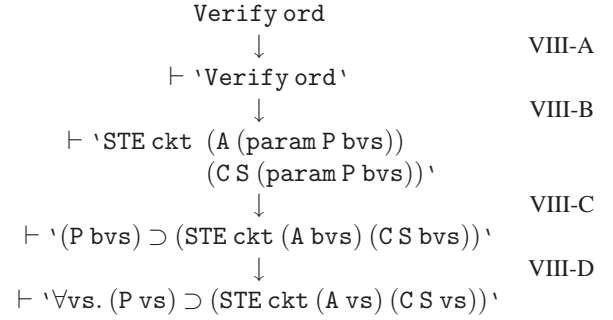 Verify ord
↓ VIII-A
⊢ ‘Verify ord‘
↓ VIII-B
⊢ ‘STE ckt (A (param P bvs))
(C S (param P bvs))‘
↓ VIII-C
⊢ ‘(P bvs) ⊃ (STE ckt (A bvs) (C S bvs))‘
↓ VIII-D
⊢ ‘∀vs. (P vs) ⊃ (STE ckt (A vs) (C S vs))‘